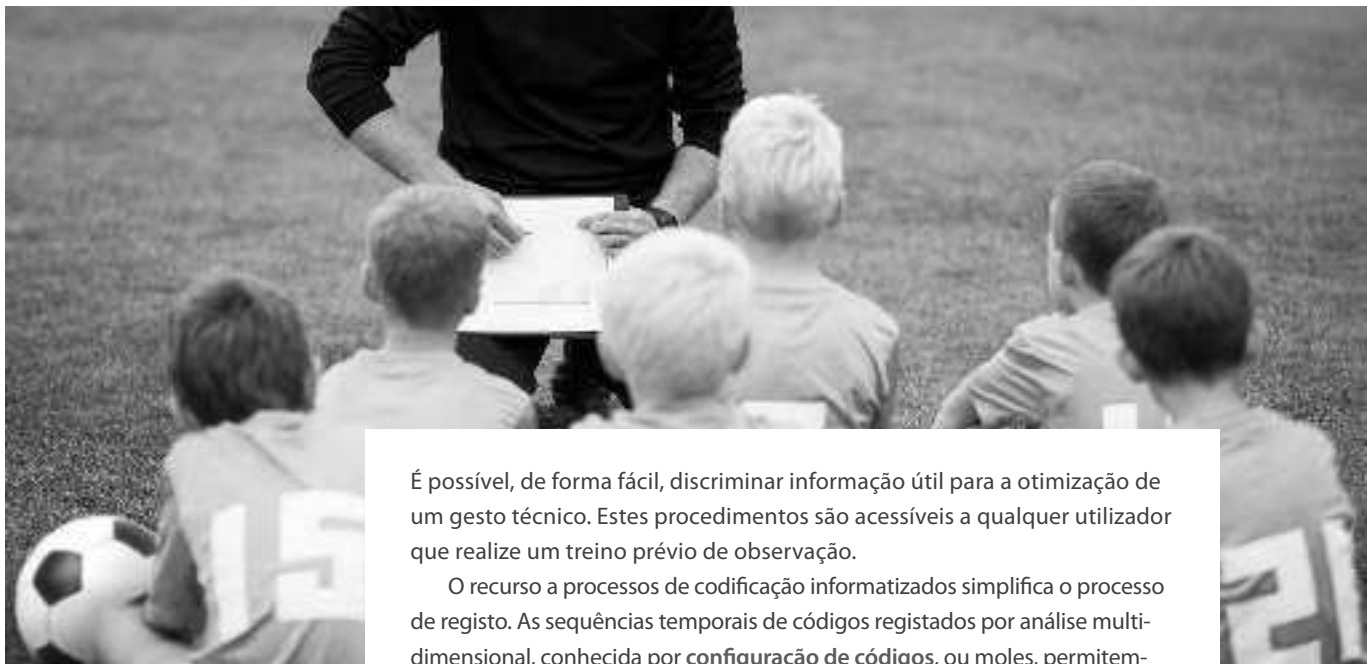 É possível, de forma fácil, discriminar informação útil para a otimização de
um gesto técnico. Estes procedimentos são acessíveis a qualquer utilizador
que realize um treino prévio de observação.
O recurso a processos de codificação informatizados simplifica o processo
de registo. As sequências temporais de códigos registados por análise multi-
dimensional, conhecida por configuração de códigos, ou moles, permitem-
15